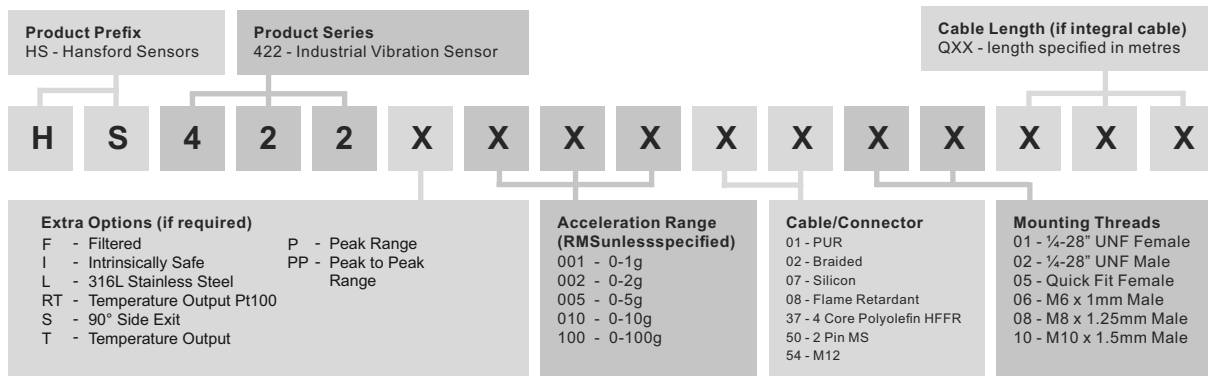 Product Prefix
HS - Hansford Sensors
Product Series
422 - Industrial Vibration Sensor
Cable Length (if integral cable)
QXX - length specified in metres
H S 4 2 2 X X X X X X X X X X X
Extra Options (if required)
F - Filtered
I - Intrinsically Safe
L - 316L Stainless Steel
RT - Temperature Output Pt100
S - 90° Side Exit
T - Temperature Output
P - Peak Range
PP - Peak to Peak
Range
Acceleration Range
(RMSunlessspecified)
001 - 0-1g
002 - 0-2g
005 - 0-5g
010 - 0-10g
100 - 0-100g
Cable/Connector
01 - PUR
02 - Braided
07 - Silicon
08 - Flame Retardant
37 - 4 Core Polyolefin HFFR
50 - 2 Pin MS
54 - M12
Mounting Threads
01 - ¼-28” UNF Female
02 - ¼-28” UNF Male
05 - Quick Fit Female
06 - M6 x 1mm Male
08 - M8 x 1.25mm Male
10 - M10 x 1.5mm Male